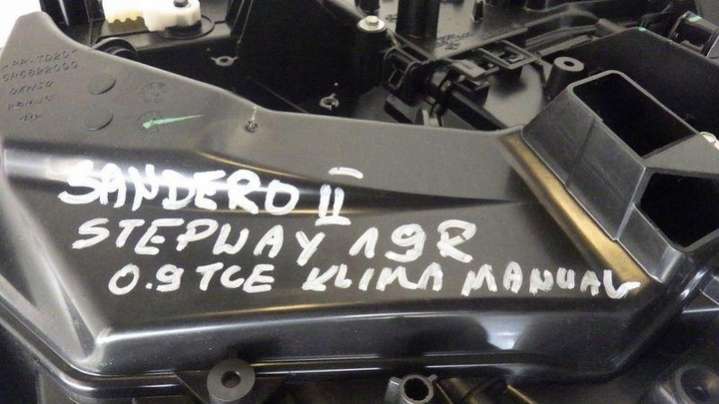 SANDERO II
STEPWAY 19R
0.9 TCE KLIMA MANUAL